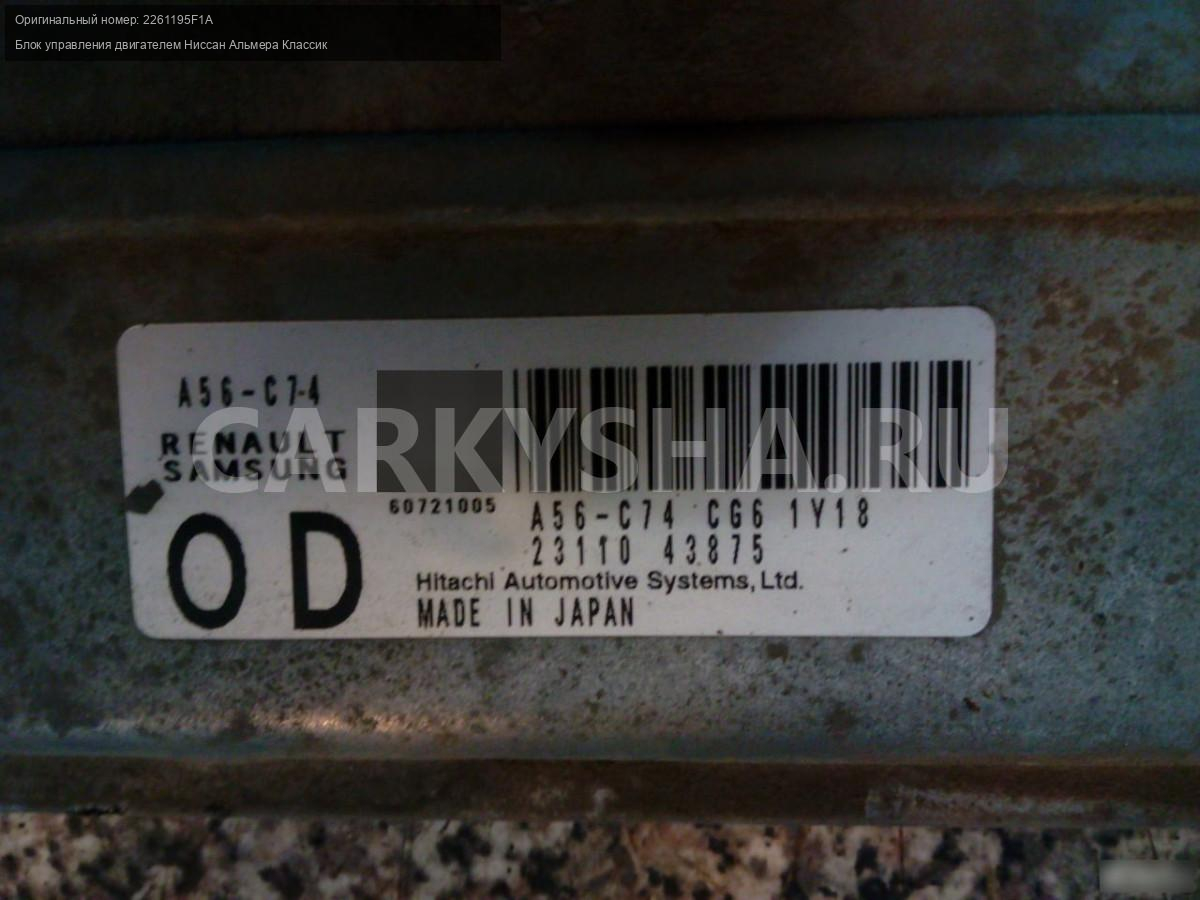 Оригинальный номер: 2261195F1A
Блок управления двигателем Ниссан Альмера Классик
A56-C74
RENAULT
SAMSUNG
CARKYSHA.RU
60721005
A56-C74 CG6 1Y18
23110 43875
OD
Hitachi Automotive Systems, Ltd.
MADE IN JAPAN